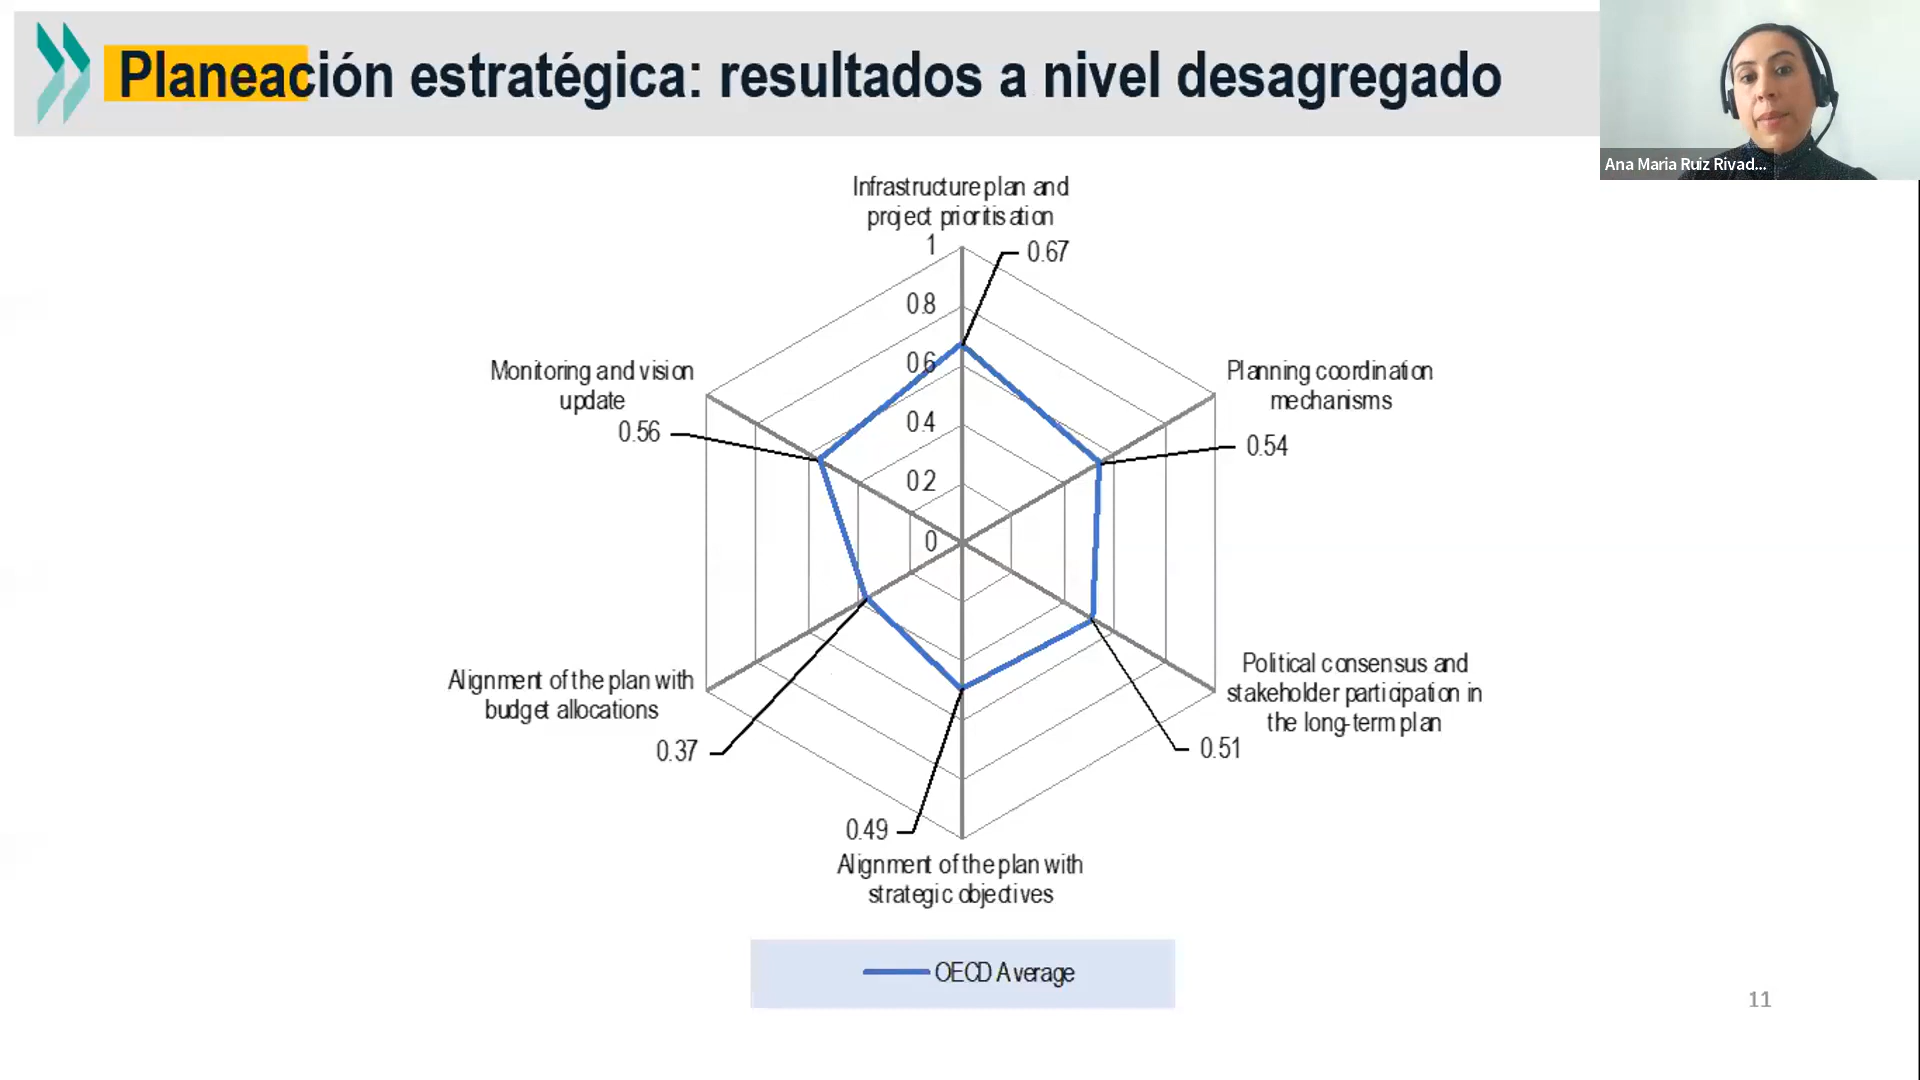 Planeación estratégica: resultados a nivel desagregado
Ana Maria Ruiz Rivad...
Infrastructure plan and
project prioritisation
1
0.67
0.8
0.6
0.4
0.2
0
Monitoring and vision
update
0.56
Planning coordination
mechanisms
0.54
Alignment of the plan with
budget allocations
0.37
Political consensus and
stakeholder participation in
the long-term plan
0.51
0.49
Alignment of the plan with
strategic objectives
OECD Average
11